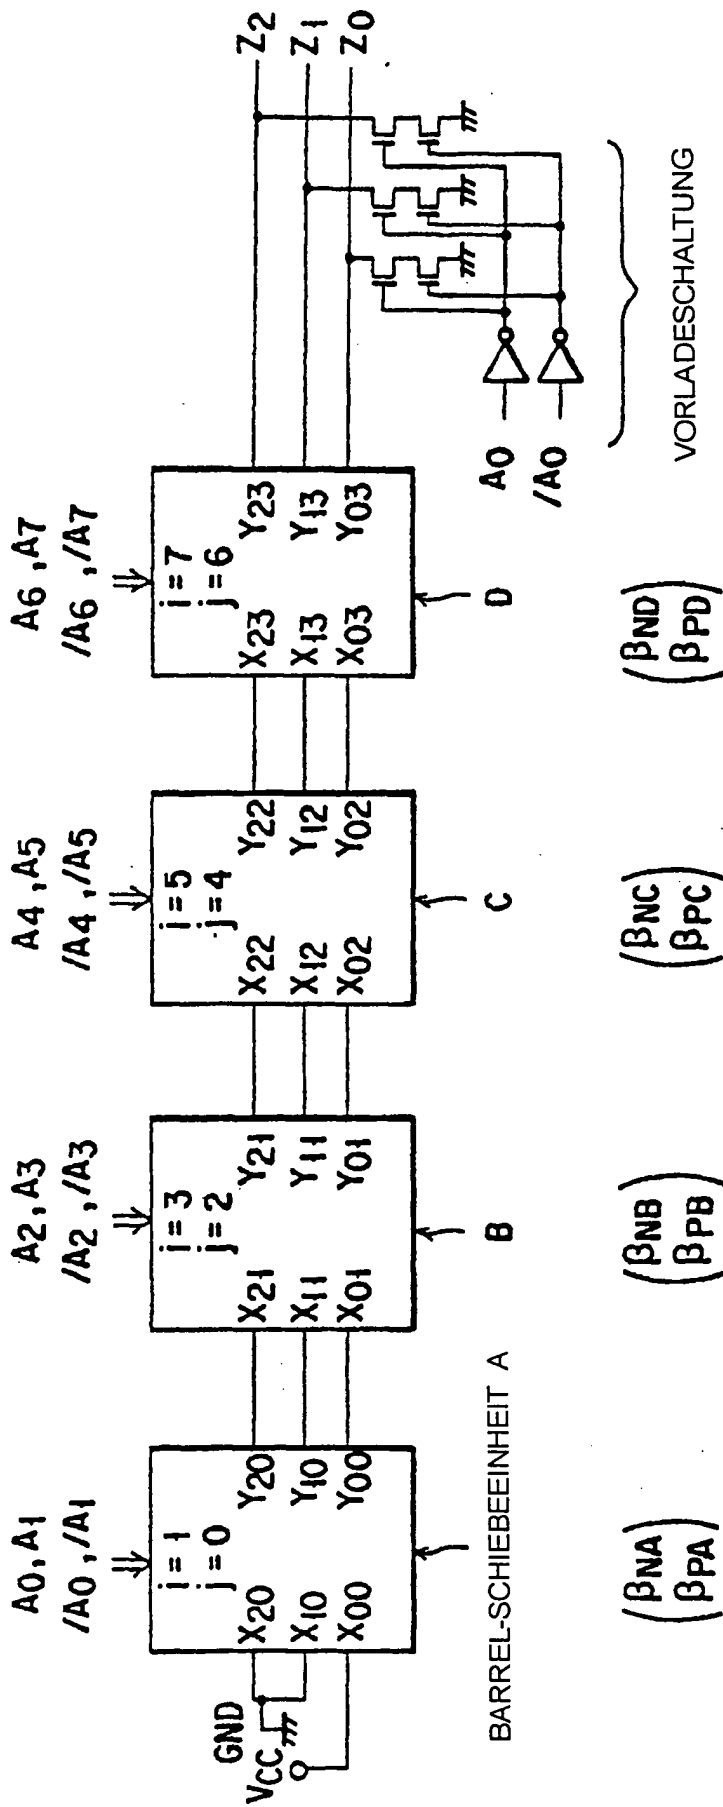 A0,A1
/A0,/A1
A2,A3
/A2,/A3
A4,A5
/A4,/A5
A6,A7
/A6,/A7
i=1
j=0
X20 Y20
X10 Y10
X00 Y00
i=3
j=2
X21 Y21
X11 Y11
X01 Y01
i=5
j=4
X22 Y22
X12 Y12
X02 Y02
i=7
j=6
X23 Y23
X13 Y13
X03 Y03
Z2
Z1
Z0
GND
VCC
BARREL-SCHIEBEEINHEIT A
B
C
D
A0
/A0
VORLADESCHALTUNG
(βNA
βPA)
(βNB
βPB)
(βNC
βPC)
(βND
βPD)